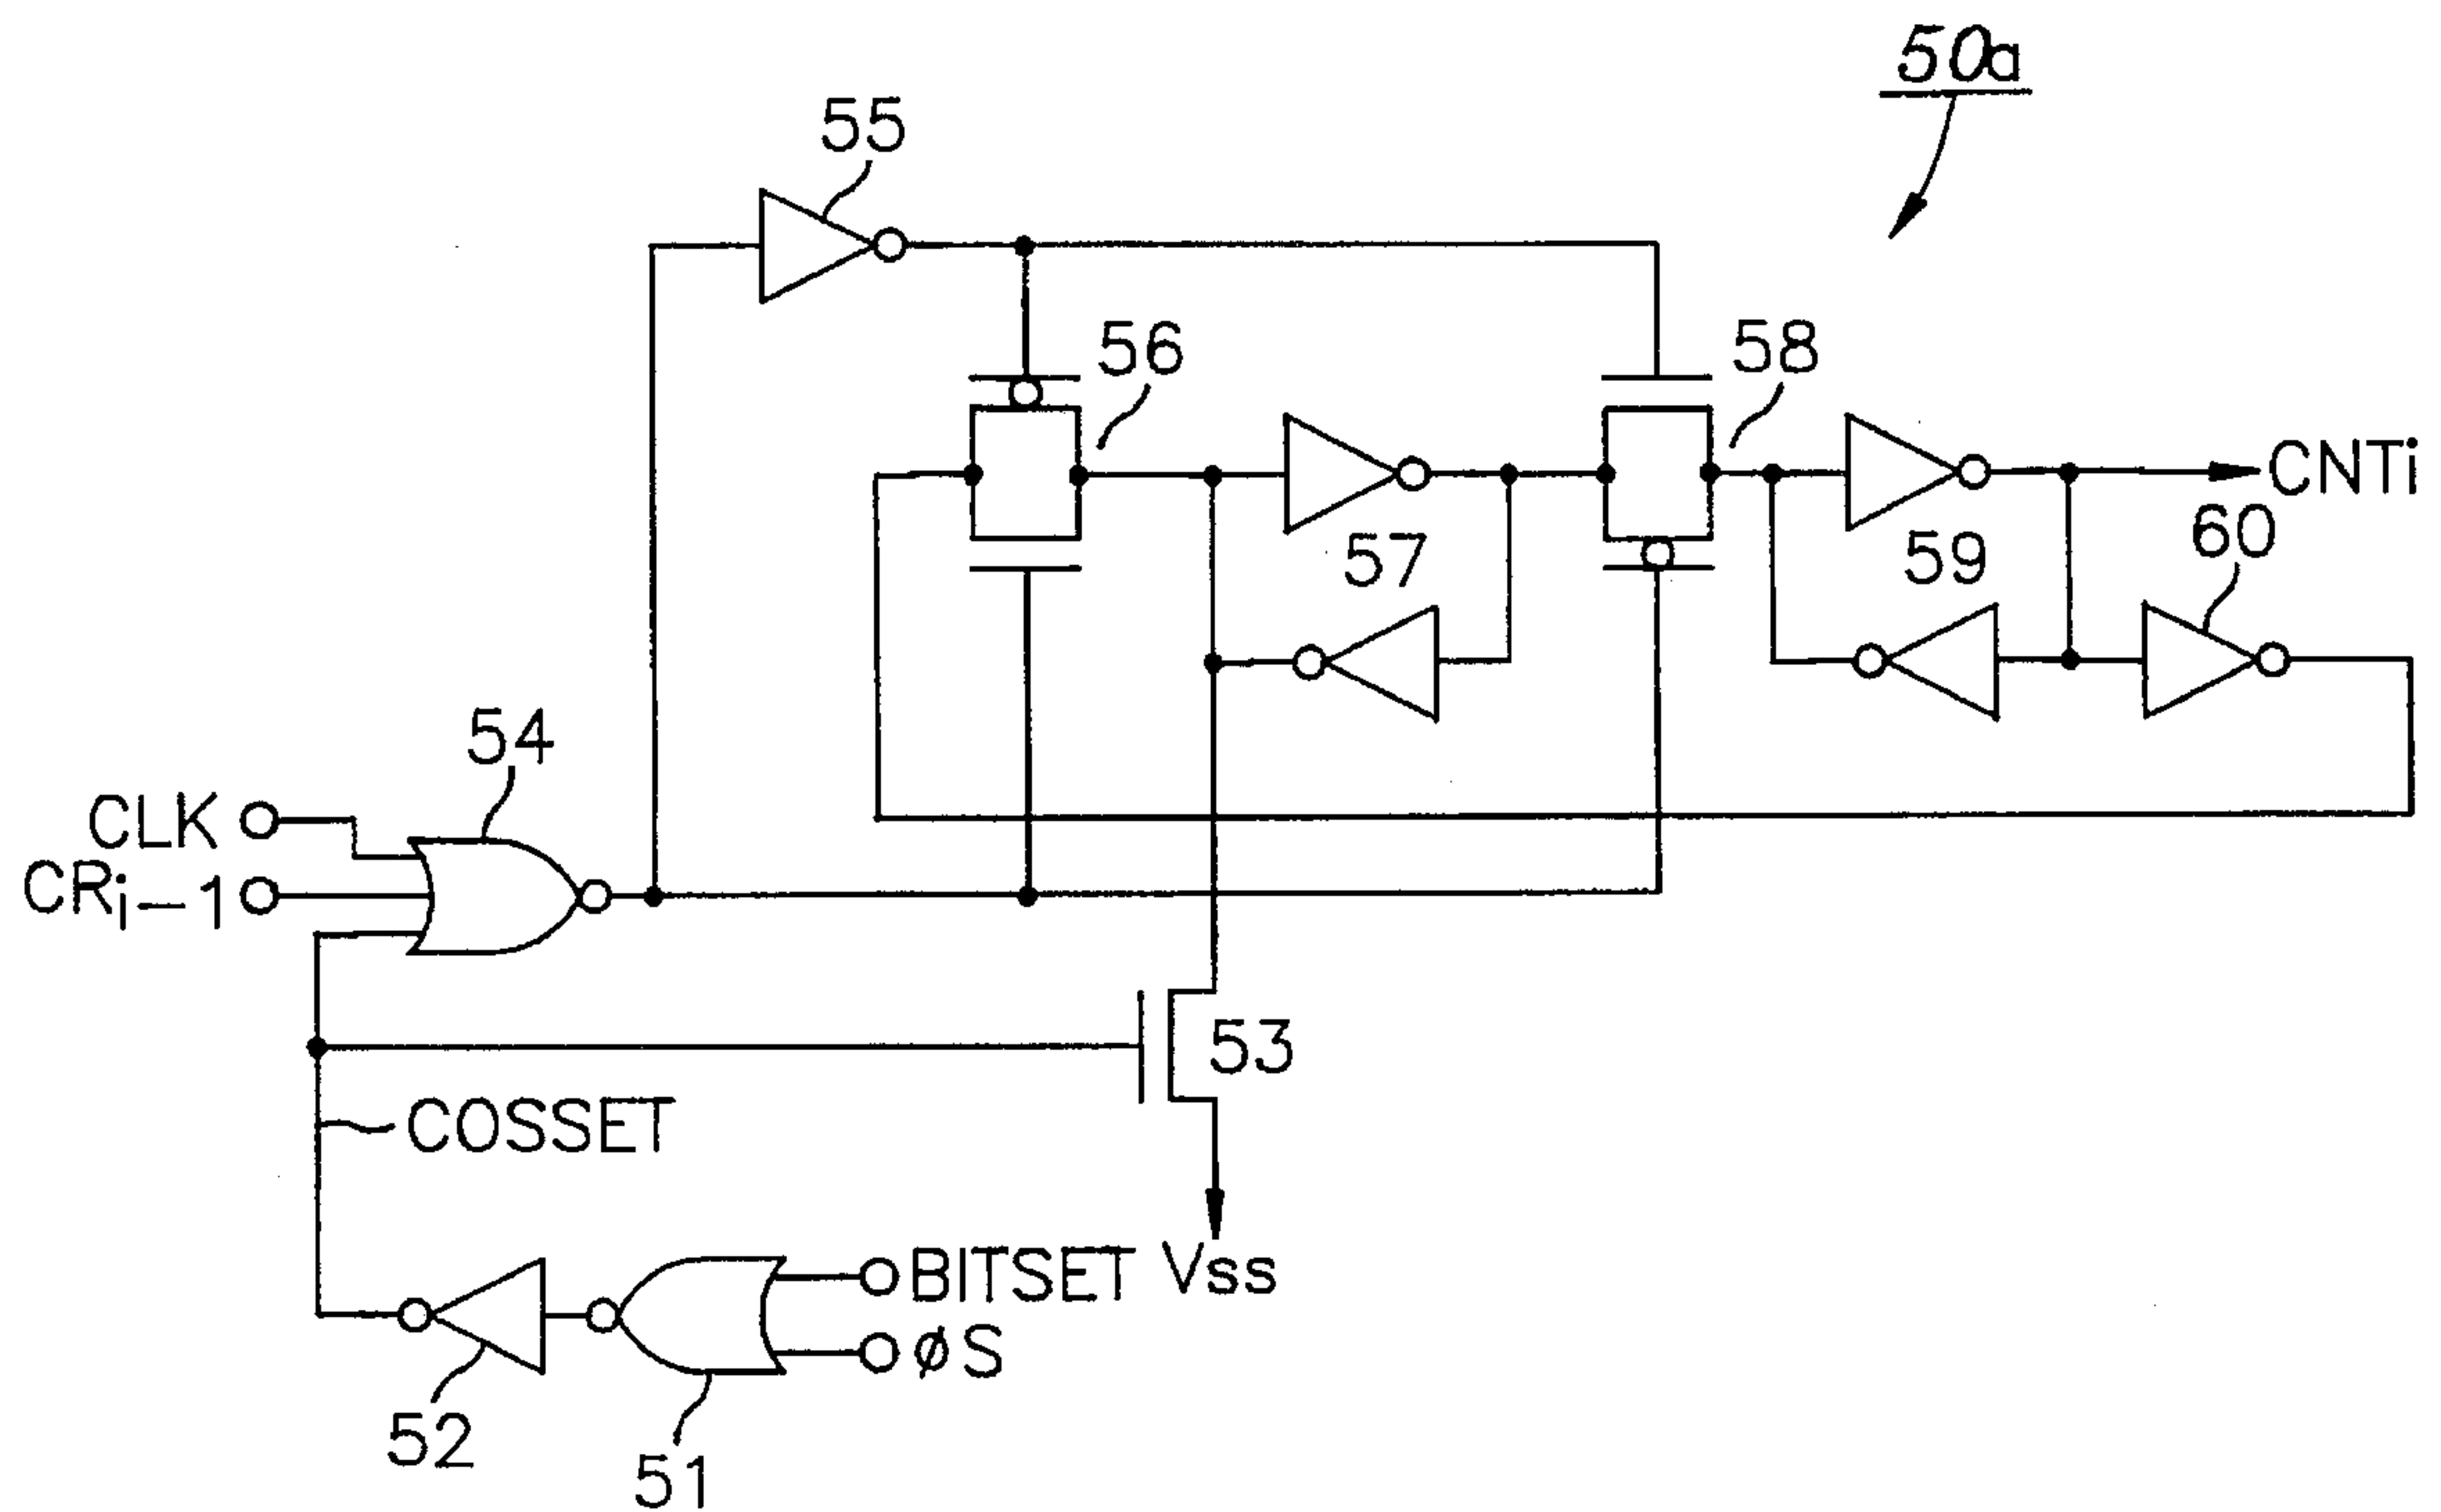 50a
55
56
58
CNTi
60
57
59
54
CLK
CRi-1
53
COSSET
BITSET
Vss
øS
52
51